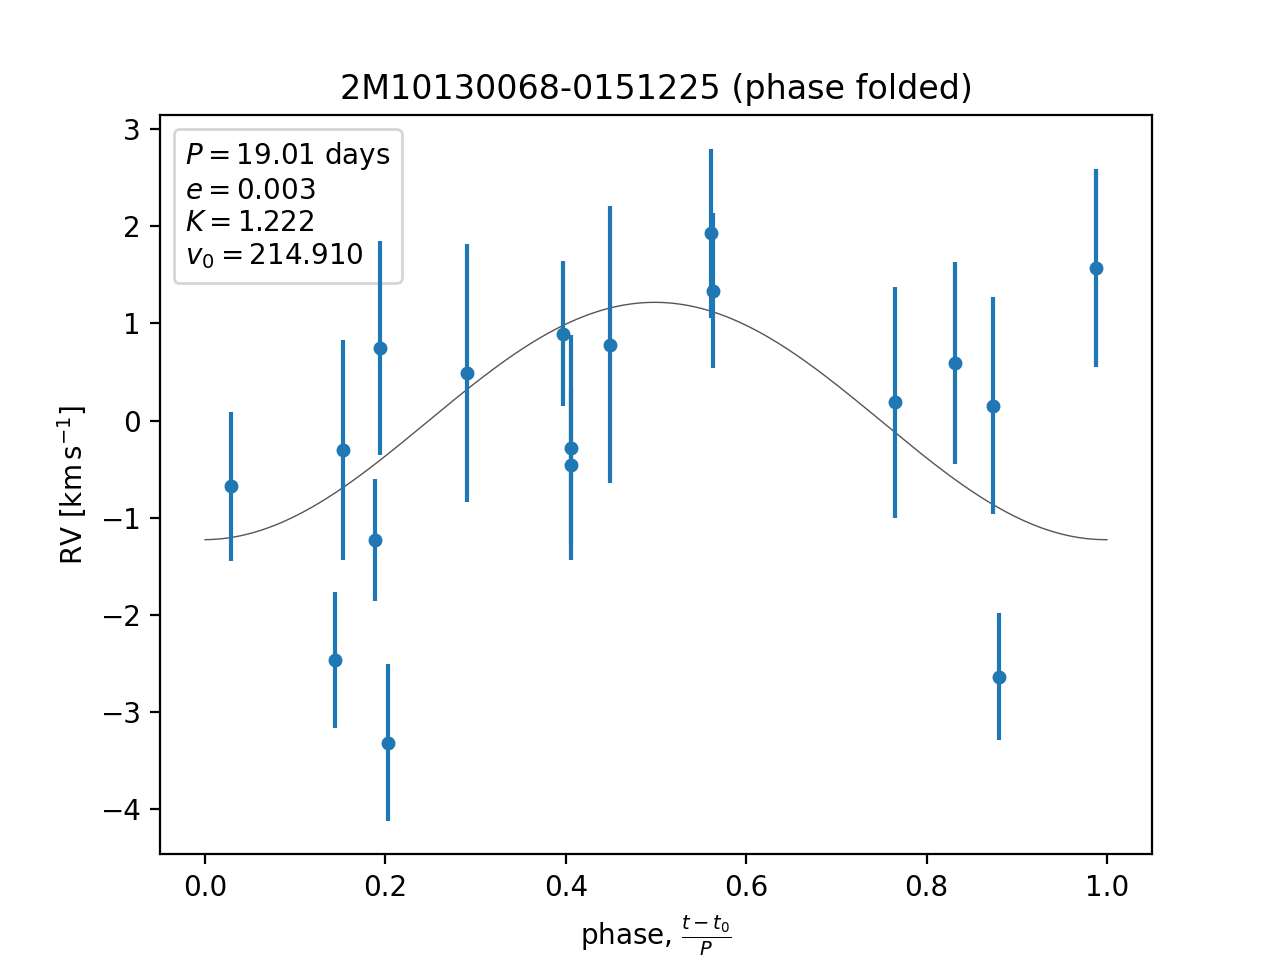 2M10130068-0151225 (phase folded)
P = 19.01 days
e = 0.003
K = 1.222
v₀ = 214.910
3
2
1
0
−1
−2
−3
−4
RV [km s⁻¹]
0.0 0.2 0.4 0.6 0.8 1.0
phase, (t − t₀)/P